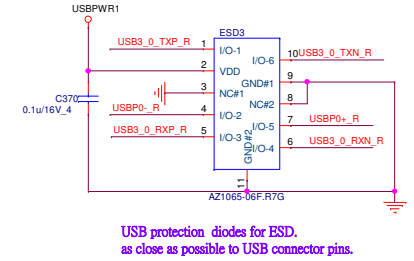 USBPWR1
ESD3
USB3_0_TXP_R 1 I/O-1
I/O-6 10 USB3_0_TXN_R
2 VDD
GND#1 9
3 NC#1
NC#2 8
C370
0.1u/16V_4
USBP0-_R 4 I/O-2
I/O-5 7 USBP0+_R
USB3_0_RXP_R 5 I/O-3
I/O-4 6 USB3_0_RXN_R
GND#2
11
AZ1065-06F.R7G
USB protection diodes for ESD.
as close as possible to USB connector pins.